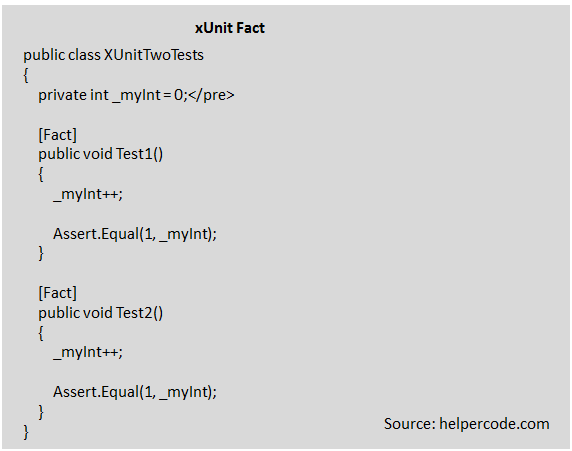 xUnit Fact
public class XUnitTwoTests
{
private int _myInt = 0;</pre>
[Fact]
public void Test1()
{
_myInt++;
Assert.Equal(1, _myInt);
}
[Fact]
public void Test2()
{
_myInt++;
Assert.Equal(1, _myInt);
}
Source: helpercode.com
}